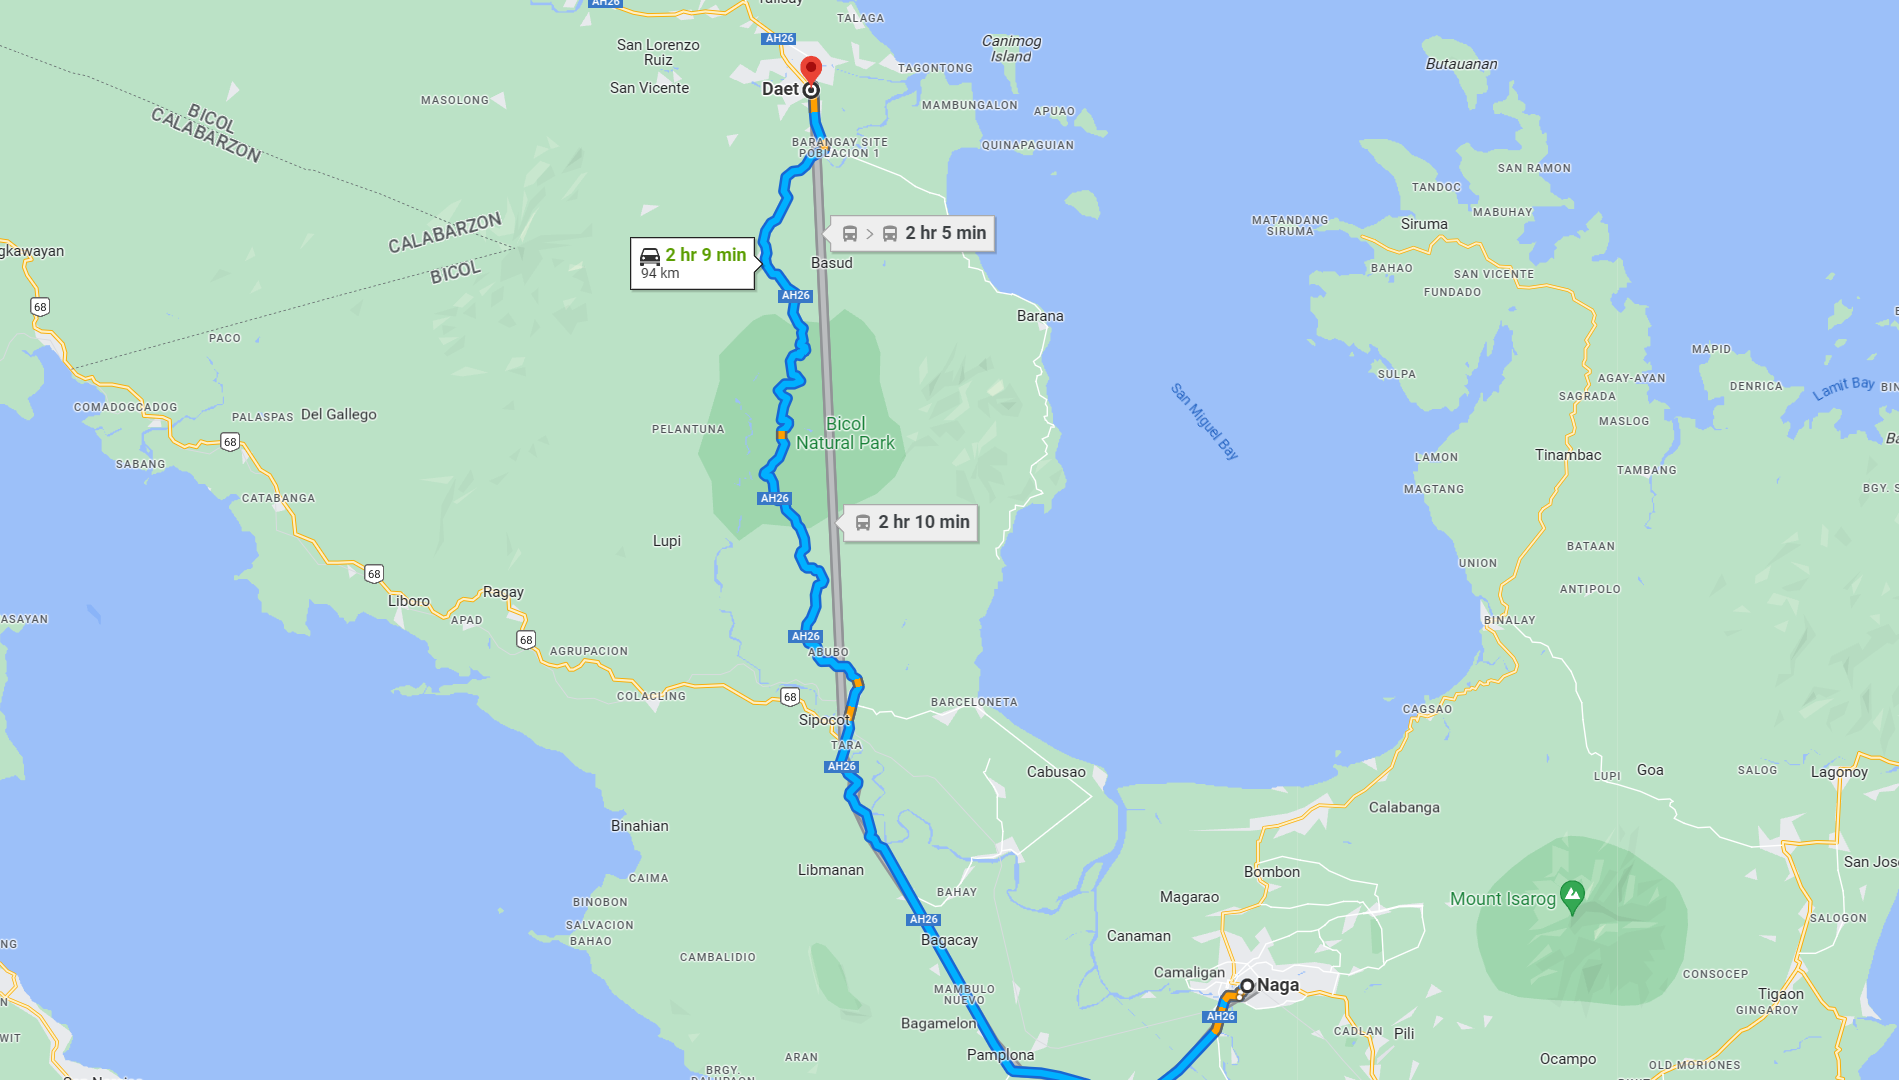 AH26
TALAGA
San Lorenzo
Ruiz
AH26
Canimog
Island
Butauanan
TAGONTONG
San Vicente
Daet
MASOLONG
MAMBUNGALON
APUAO
BICOL
CALABARZON
BARANGAY SITE
POBLACION 1
QUINAPAGUIAN
SAN RAMON
TANDOC
MABUHAY
MATANDANG
SIRUMA
Siruma
CALABARZON
BICOL
2 hr 5 min
2 hr 9 min
94 km
Basud
BAHAO
SAN VICENTE
FUNDADO
gkawayan
68
AH26
Barana
PACO
MAPID
SULPA
AGAY-AYAN
DENRICA
Lamit Bay
SAGRADA
San Miguel Bay
COMADOGCADOG
PALASPAS
Del Gallego
MASLOG
PELANTUNA
Bicol
Natural Park
68
SABANG
LAMON
Tinambac
TAMBANG
CATABANGA
MAGTANG
BGY. S
AH26
2 hr 10 min
Lupi
BATAAN
UNION
68
ANTIPOLO
Liboro
Ragay
ASAYAN
APAD
BINALAY
68
AH26
AGRUPACION
ABUBO
COLACLING
68
BARCELONETA
CAGSAO
Sipocot
TARA
AH26
Cabusao
LUPI
Goa
SALOG
Lagonoy
Calabanga
Binahian
Libmanan
Bombon
San Jos
CAIMA
BAHAY
Magarao
Mount Isarog
BINOBON
SALVACION
AH26
SALOGON
BAHAO
Bagacay
Canaman
NG
CAMBALIDIO
Camaligan
CONSOCEP
MAMBULO
NUEVO
Naga
Tigaon
GINGAROY
Bagamelon
AH26
CADLAN
Pili
WIT
ARAN
Pamplona
Ocampo
OLD MORIONES
BRGY.